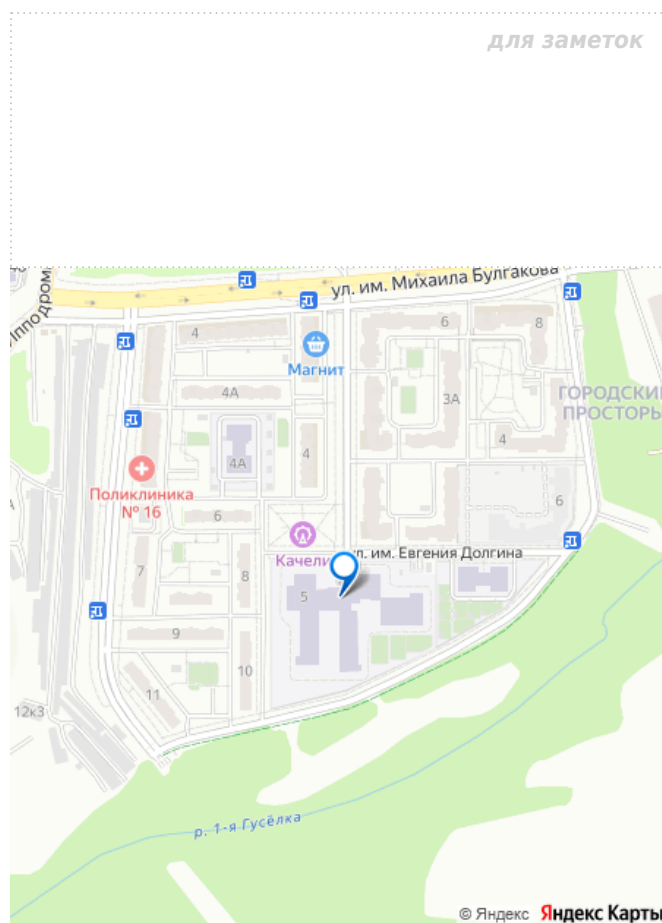 для заметок
Ипподром
ул. им. Михаила Булгакова
4
6
8
Магнит
4А
3А
ГОРОДСКИ
ПРОСТОРЫ
4
4
4А
Поликлиника
№ 16
6
6
Качели
ул. им. Евгения Долгина
7
8
5
9
10
11
12к3
р. 1-я Гусёлка
© Яндекс Яндекс Карты